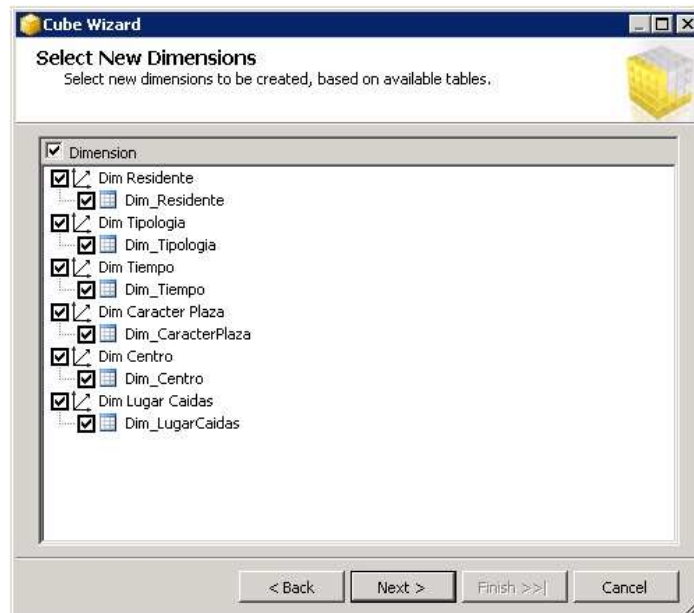 Cube Wizard
Select New Dimensions
Select new dimensions to be created, based on available tables.
Dimension
Dim Residente
Dim_Residente
Dim Tipologia
Dim_Tipologia
Dim Tiempo
Dim_Tiempo
Dim Caracter Plaza
Dim_CaracterPlaza
Dim Centro
Dim_Centro
Dim Lugar Caidas
Dim_LugarCaidas
< Back Next > Finish >>| Cancel